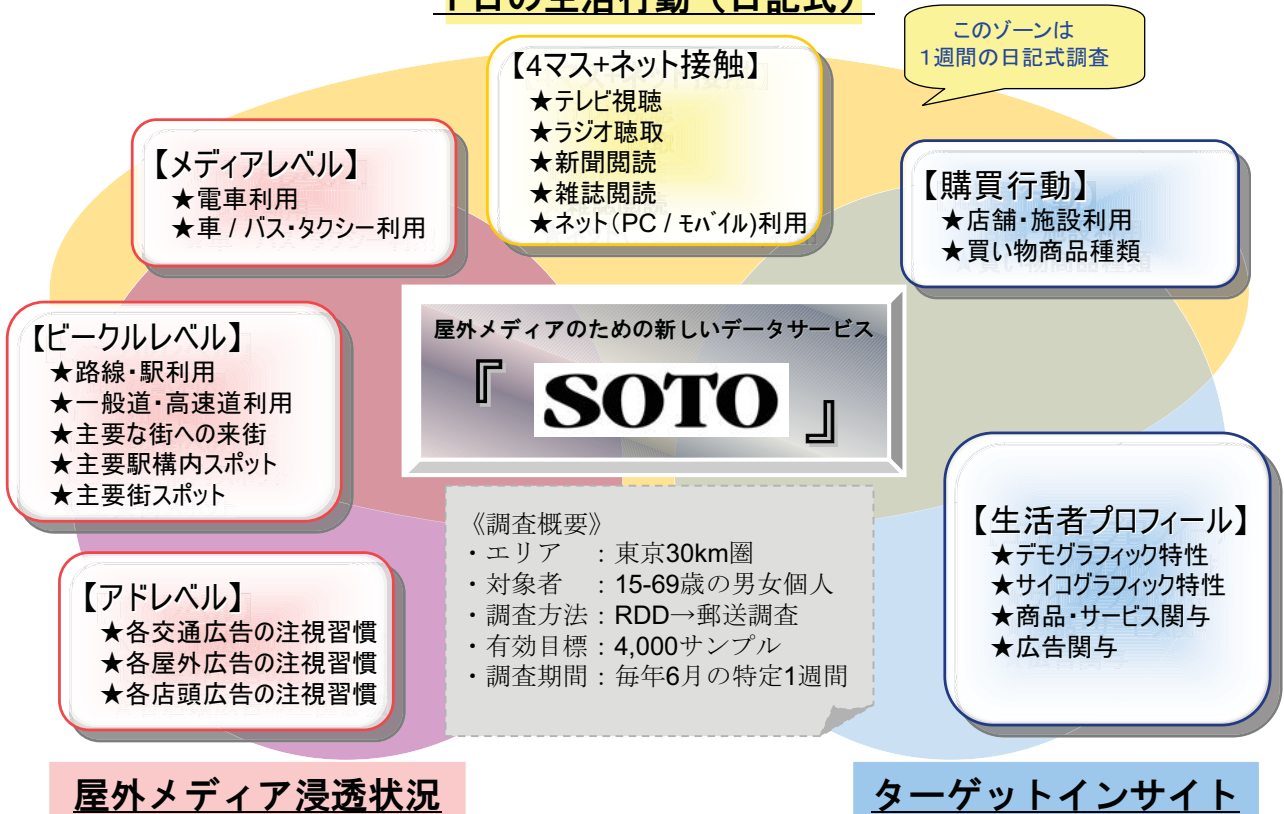 1日の生活行動（日記式）
このゾーンは
1週間の日記式調査
【4マス+ネット接触】
★テレビ視聴
★ラジオ聴取
★新聞閲読
★雑誌閲読
★ネット（PC / モバイル)利用
【メディアレベル】
★電車利用
★車 / バス・タクシー利用
【購買行動】
★店舗・施設利用
★買い物商品種類
【ビークルレベル】
★路線・駅利用
★一般道・高速道利用
★主要な街への来街
★主要駅構内スポット
★主要街スポット
屋外メディアのための新しいデータサービス
『 SOTO 』
【アドレベル】
★各交通広告の注視習慣
★各屋外広告の注視習慣
★各店頭広告の注視習慣
《調査概要》
・エリア　：東京30km圏
・対象者　：15-69歳の男女個人
・調査方法：RDD→郵送調査
・有効目標：4,000サンプル
・調査期間：毎年6月の特定1週間
【生活者プロフィール】
★デモグラフィック特性
★サイコグラフィック特性
★商品・サービス関与
★広告関与
屋外メディア浸透状況
ターゲットインサイト